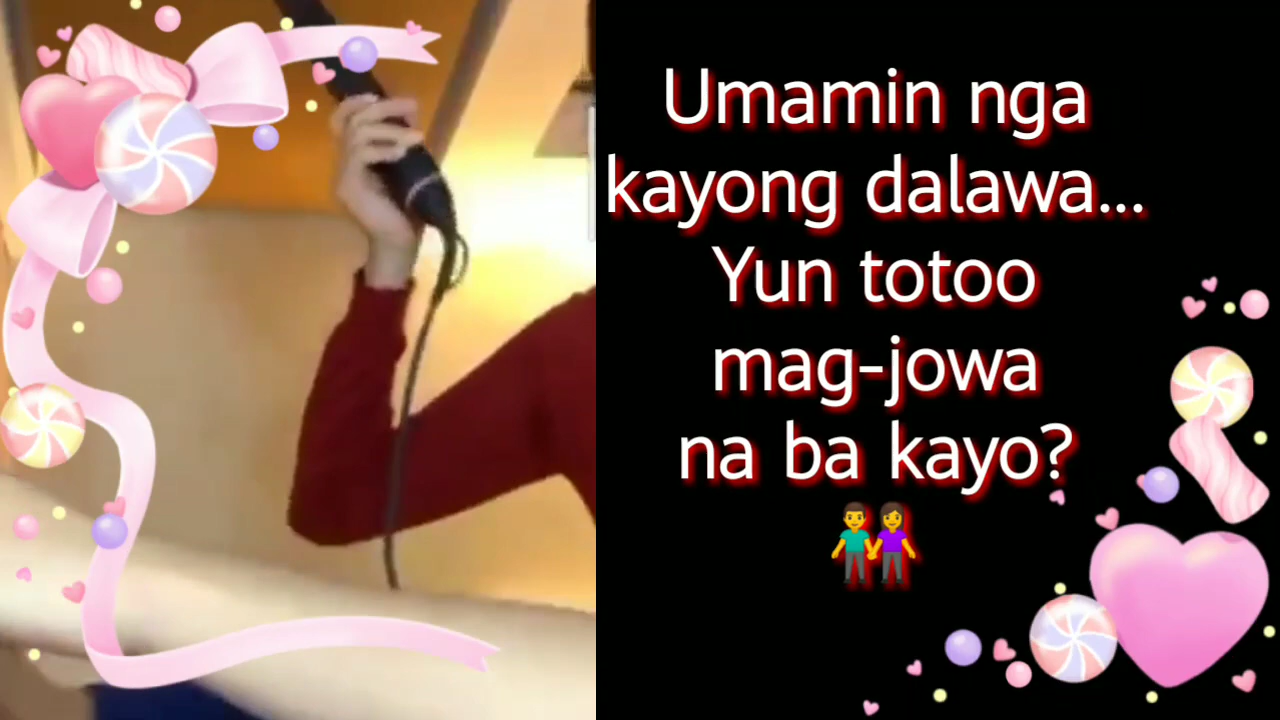 Umamin nga
kayong dalawa...
Yun totoo
mag-jowa
na ba kayo?
👫